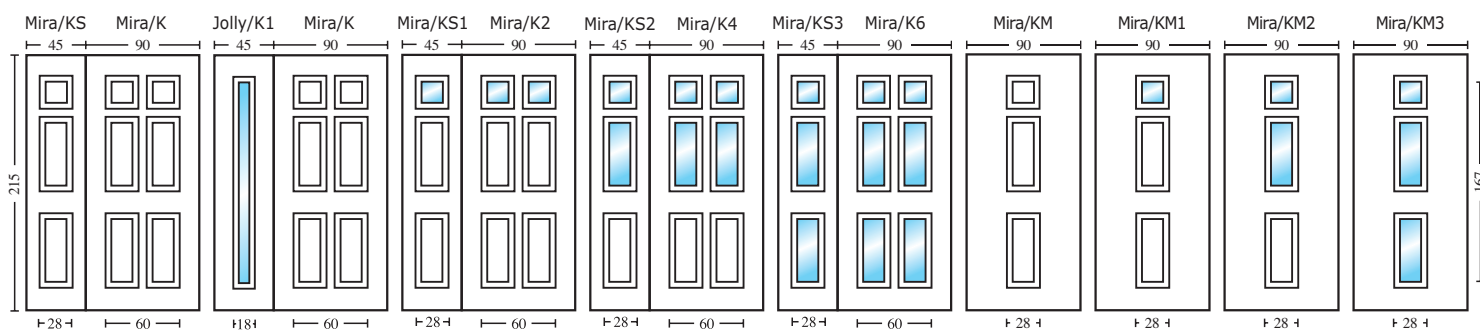 Mira/KS Mira/K Jolly/K1 Mira/K Mira/KS1 Mira/K2 Mira/KS2 Mira/K4 Mira/KS3 Mira/K6 Mira/KM Mira/KM1 Mira/KM2 Mira/KM3
45 90 45 90 45 90 45 90 45 90 90 90 90 90
215
167
28 60 18 60 28 60 28 60 28 60 28 28 28 28